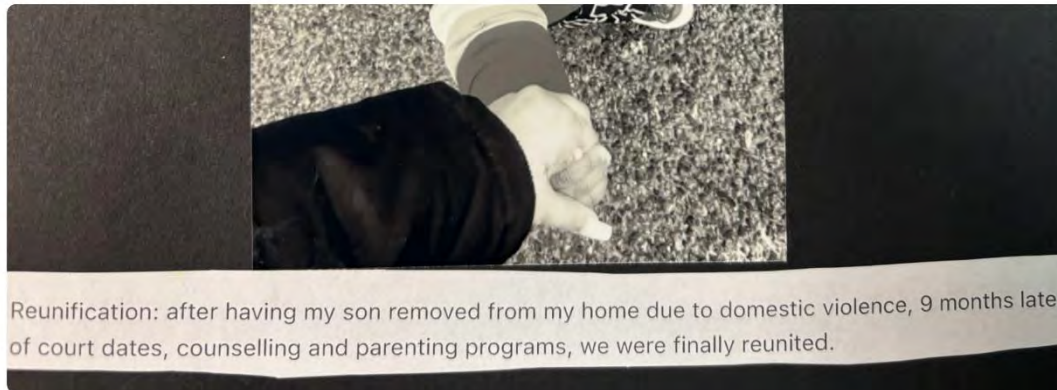 Reunification: after having my son removed from my home due to domestic violence, 9 months late
of court dates, counselling and parenting programs, we were finally reunited.